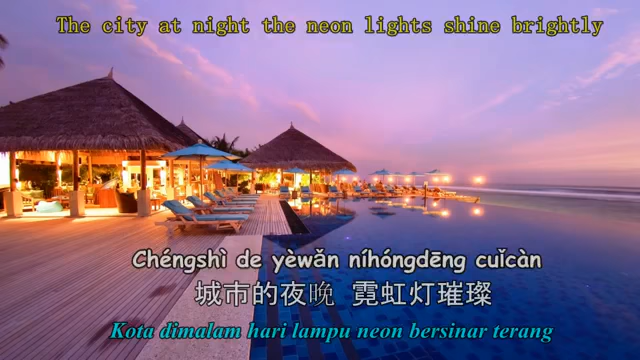 The city at night the neon lights shine brightly
Chéngshì de yèwǎn níhóngdēng cuǐcàn
城市的夜晚 霓虹灯璀璨
Kota dimalam hari lampu neon bersinar terang